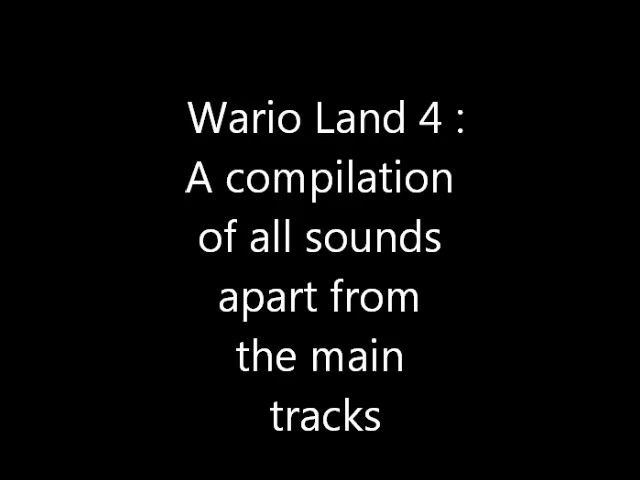 Wario Land 4 :
A compilation
of all sounds
apart from
the main
tracks